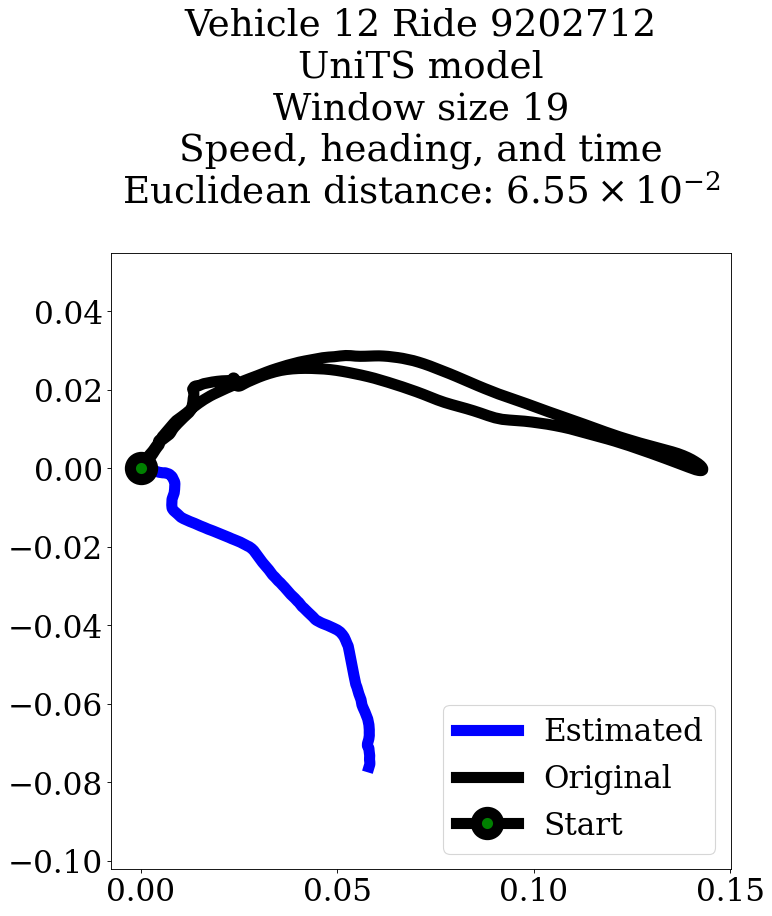 Vehicle 12 Ride 9202712
UniTS model
Window size 19
Speed, heading, and time
Euclidean distance: 6.55 × 10⁻²
0.04
0.02
0.00
−0.02
−0.04
−0.06
−0.08
−0.10
0.00 0.05 0.10 0.15
Estimated
Original
Start